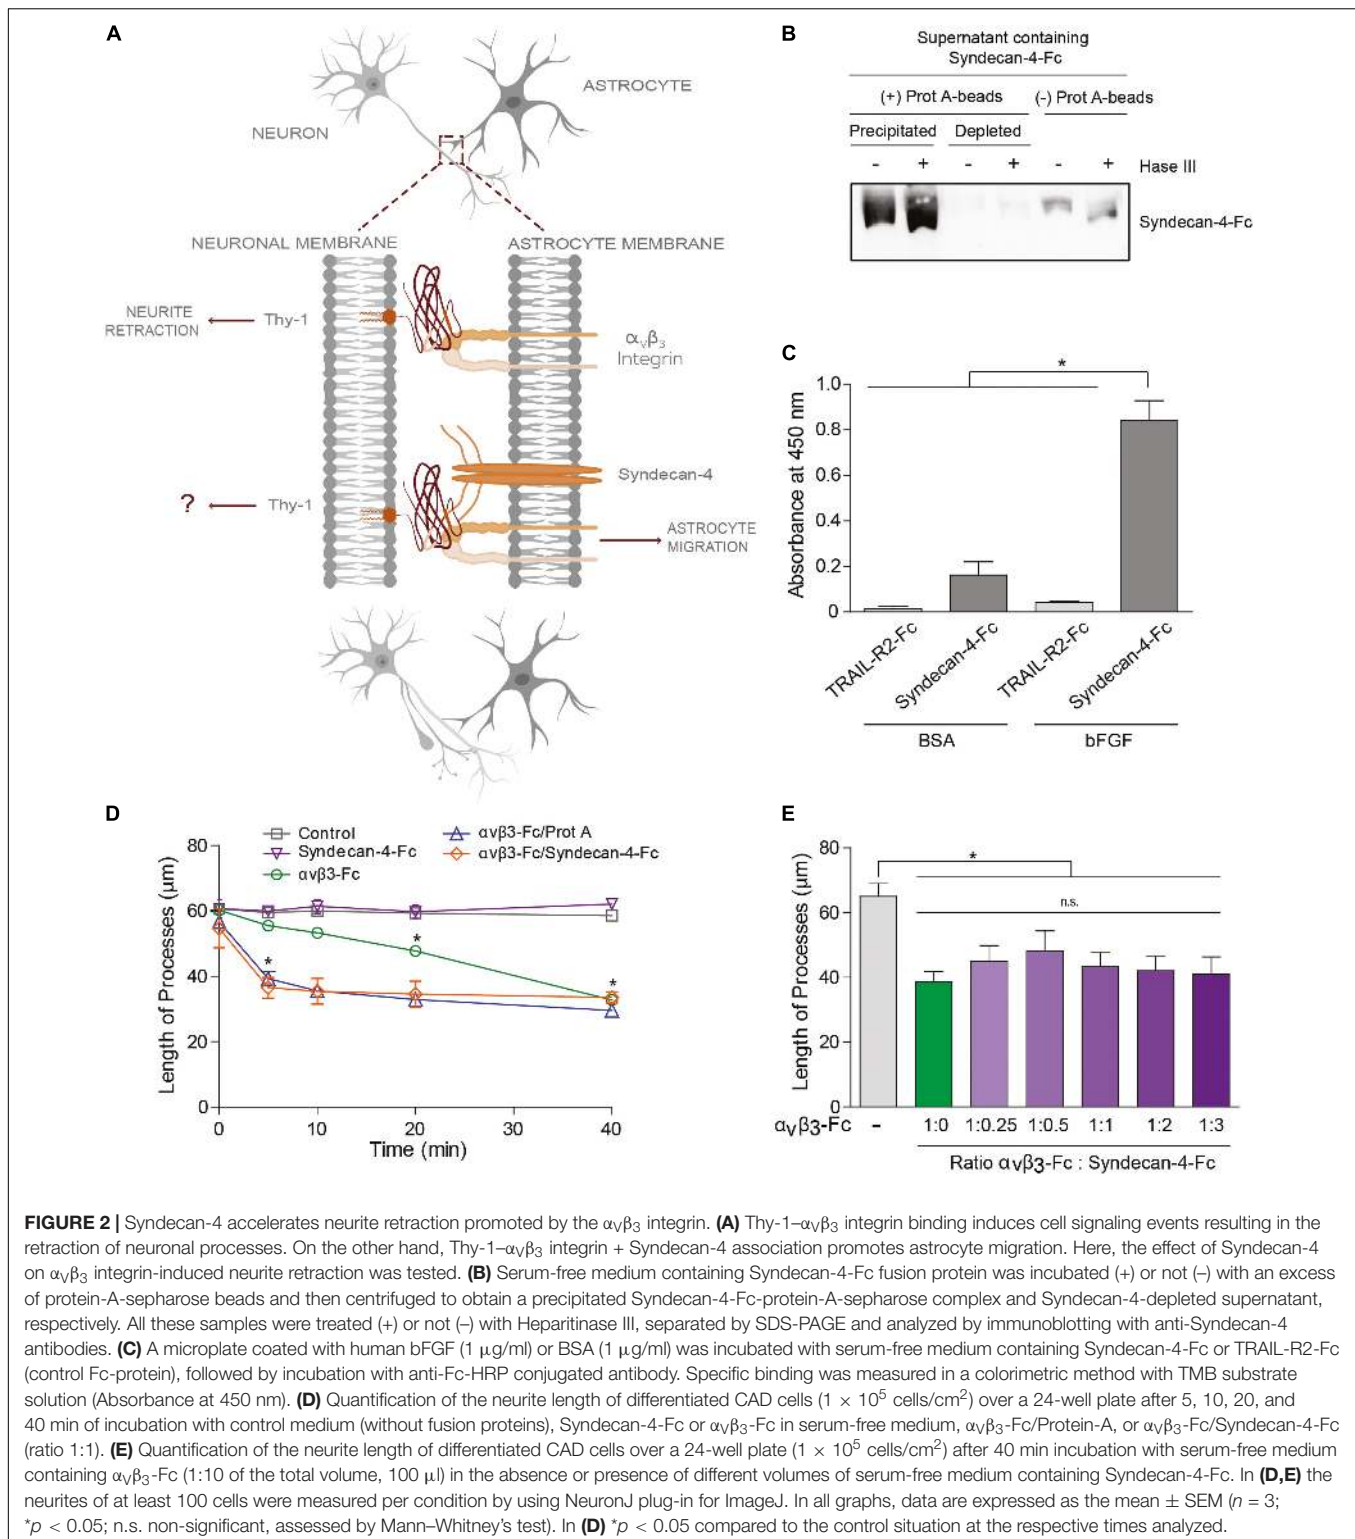 A
ASTROCYTE
NEURON
NEURONAL MEMBRANE
ASTROCYTE MEMBRANE
NEURITE
RETRACTION
Thy-1
αVβ3
Integrin
Syndecan-4
?
Thy-1
ASTROCYTE
MIGRATION
B
Supernatant containing
Syndecan-4-Fc
(+) Prot A-beads
(-) Prot A-beads
Precipitated
Depleted
- + - + - + Hase III
Syndecan-4-Fc
C
*
Absorbance at 450 nm
1.0
0.8
0.6
0.4
0.2
0
TRAIL-R2-Fc
Syndecan-4-Fc
TRAIL-R2-Fc
Syndecan-4-Fc
BSA
bFGF
D
Control
Syndecan-4-Fc
αvβ3-Fc
αvβ3-Fc/Prot A
αvβ3-Fc/Syndecan-4-Fc
Length of Processes (µm)
80
60
40
20
0
* * *
0 10 20 30 40
Time (min)
E
Length of Processes (µm)
80
60
40
20
0
*
n.s.
αVβ3-Fc – 1:0 1:0.25 1:0.5 1:1 1:2 1:3
Ratio αvβ3-Fc : Syndecan-4-Fc
FIGURE 2 | Syndecan-4 accelerates neurite retraction promoted by the αVβ3 integrin. (A) Thy-1–αVβ3 integrin binding induces cell signaling events resulting in the
retraction of neuronal processes. On the other hand, Thy-1–αVβ3 integrin + Syndecan-4 association promotes astrocyte migration. Here, the effect of Syndecan-4
on αVβ3 integrin-induced neurite retraction was tested. (B) Serum-free medium containing Syndecan-4-Fc fusion protein was incubated (+) or not (–) with an excess
of protein-A-sepharose beads and then centrifuged to obtain a precipitated Syndecan-4-Fc-protein-A-sepharose complex and Syndecan-4-depleted supernatant,
respectively. All these samples were treated (+) or not (–) with Heparitinase III, separated by SDS-PAGE and analyzed by immunoblotting with anti-Syndecan-4
antibodies. (C) A microplate coated with human bFGF (1 µg/ml) or BSA (1 µg/ml) was incubated with serum-free medium containing Syndecan-4-Fc or TRAIL-R2-Fc
(control Fc-protein), followed by incubation with anti-Fc-HRP conjugated antibody. Specific binding was measured in a colorimetric method with TMB substrate
solution (Absorbance at 450 nm). (D) Quantification of the neurite length of differentiated CAD cells (1 × 10⁵ cells/cm²) over a 24-well plate after 5, 10, 20, and
40 min of incubation with control medium (without fusion proteins), Syndecan-4-Fc or αVβ3-Fc in serum-free medium, αVβ3-Fc/Protein-A, or αVβ3-Fc/Syndecan-4-Fc
(ratio 1:1). (E) Quantification of the neurite length of differentiated CAD cells over a 24-well plate (1 × 10⁵ cells/cm²) after 40 min incubation with serum-free medium
containing αVβ3-Fc (1:10 of the total volume, 100 µl) in the absence or presence of different volumes of serum-free medium containing Syndecan-4-Fc. In (D,E) the
neurites of at least 100 cells were measured per condition by using NeuronJ plug-in for ImageJ. In all graphs, data are expressed as the mean ± SEM (n = 3;
*p < 0.05; n.s. non-significant, assessed by Mann–Whitney's test). In (D) *p < 0.05 compared to the control situation at the respective times analyzed.